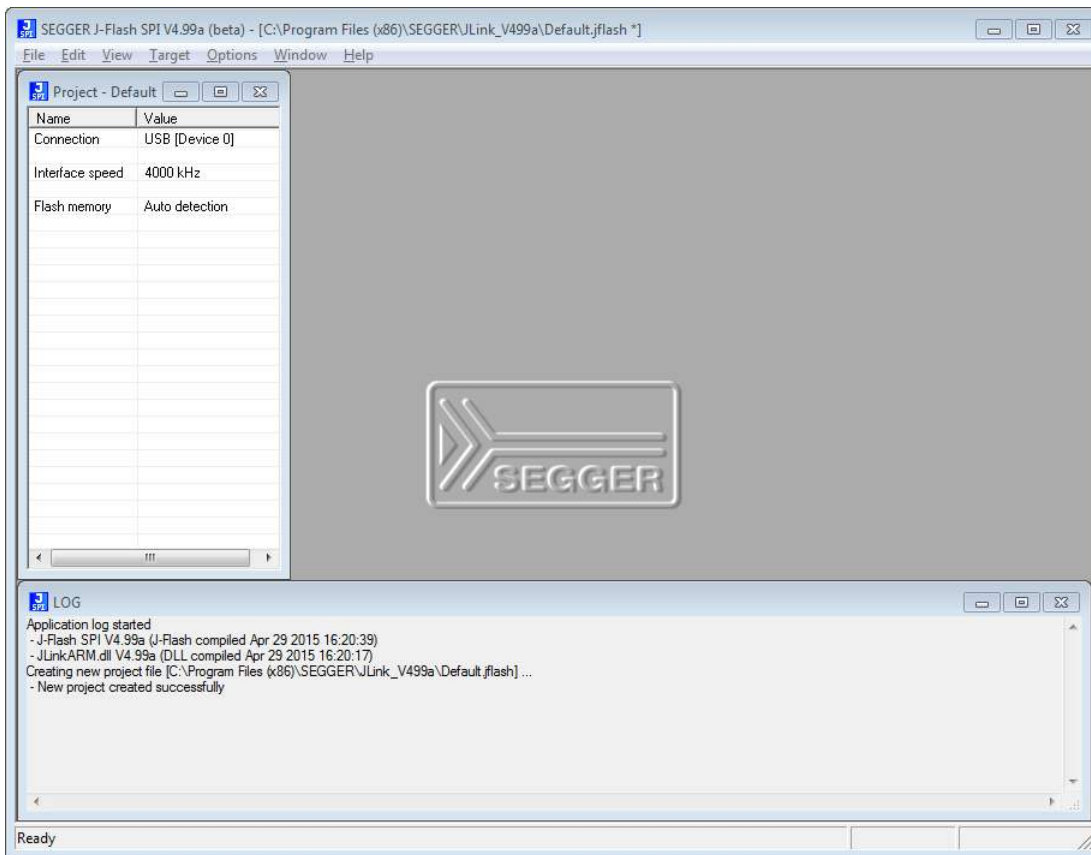 SEGGER J-Flash SPI V4.99a (beta) - [C:\Program Files (x86)\SEGGER\JLink_V499a\Default.jflash *]
File Edit View Target Options Window Help
Project - Default
Name Value
Connection USB [Device 0]
Interface speed 4000 kHz
Flash memory Auto detection
SEGGER
LOG
Application log started
- J-Flash SPI V4.99a (J-Flash compiled Apr 29 2015 16:20:39)
- JLinkARM.dll V4.99a (DLL compiled Apr 29 2015 16:20:17)
Creating new project file [C:\Program Files (x86)\SEGGER\JLink_V499a\Default.jflash] ...
- New project created successfully
Ready